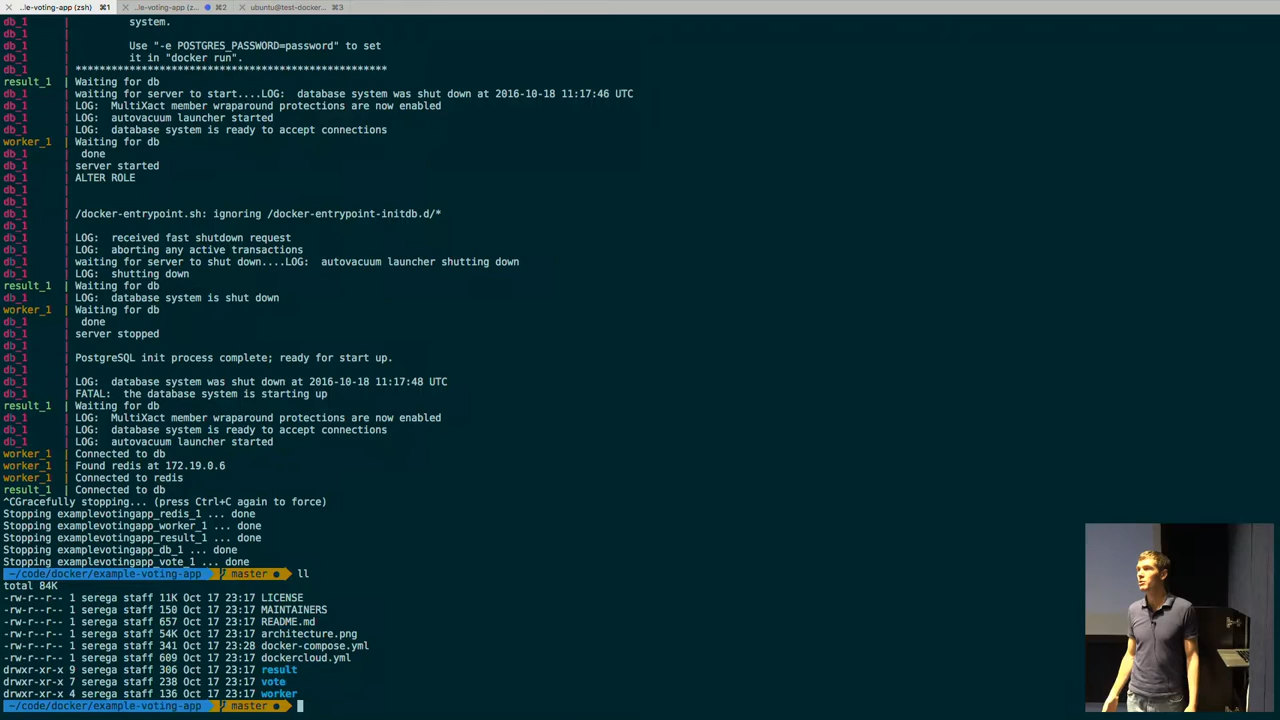 ..le-voting-app (zsh) ⌘1 ..le-voting-app (z... ⌘2 ubuntu@test-docker... ⌘3
db_1 | system.
db_1 |
db_1 | Use "-e POSTGRES_PASSWORD=password" to set
db_1 | it in "docker run".
db_1 | ****************************************************
result_1 | Waiting for db
db_1 | waiting for server to start....LOG:  database system was shut down at 2016-10-18 11:17:46 UTC
db_1 | LOG:  MultiXact member wraparound protections are now enabled
db_1 | LOG:  autovacuum launcher started
db_1 | LOG:  database system is ready to accept connections
worker_1 | Waiting for db
db_1 |  done
db_1 | server started
db_1 | ALTER ROLE
db_1 |
db_1 |
db_1 | /docker-entrypoint.sh: ignoring /docker-entrypoint-initdb.d/*
db_1 |
db_1 | LOG:  received fast shutdown request
db_1 | LOG:  aborting any active transactions
db_1 | waiting for server to shut down....LOG:  autovacuum launcher shutting down
db_1 | LOG:  shutting down
result_1 | Waiting for db
db_1 | LOG:  database system is shut down
worker_1 | Waiting for db
db_1 |  done
db_1 | server stopped
db_1 |
db_1 | PostgreSQL init process complete; ready for start up.
db_1 |
db_1 | LOG:  database system was shut down at 2016-10-18 11:17:48 UTC
db_1 | FATAL:  the database system is starting up
result_1 | Waiting for db
db_1 | LOG:  MultiXact member wraparound protections are now enabled
db_1 | LOG:  database system is ready to accept connections
db_1 | LOG:  autovacuum launcher started
worker_1 | Connected to db
worker_1 | Found redis at 172.19.0.6
worker_1 | Connected to redis
result_1 | Connected to db
^CGracefully stopping... (press Ctrl+C again to force)
Stopping examplevotingapp_redis_1 ... done
Stopping examplevotingapp_worker_1 ... done
Stopping examplevotingapp_result_1 ... done
Stopping examplevotingapp_db_1 ... done
Stopping examplevotingapp_vote_1 ... done
~/code/docker/example-voting-app master ● ll
total 84K
-rw-r--r-- 1 serega staff 11K Oct 17 23:17 LICENSE
-rw-r--r-- 1 serega staff 150 Oct 17 23:17 MAINTAINERS
-rw-r--r-- 1 serega staff 657 Oct 17 23:17 README.md
-rw-r--r-- 1 serega staff 54K Oct 17 23:17 architecture.png
-rw-r--r-- 1 serega staff 341 Oct 17 23:28 docker-compose.yml
-rw-r--r-- 1 serega staff 609 Oct 17 23:17 dockercloud.yml
drwxr-xr-x 9 serega staff 306 Oct 17 23:17 result
drwxr-xr-x 7 serega staff 238 Oct 17 23:17 vote
drwxr-xr-x 4 serega staff 136 Oct 17 23:17 worker
~/code/docker/example-voting-app master ●